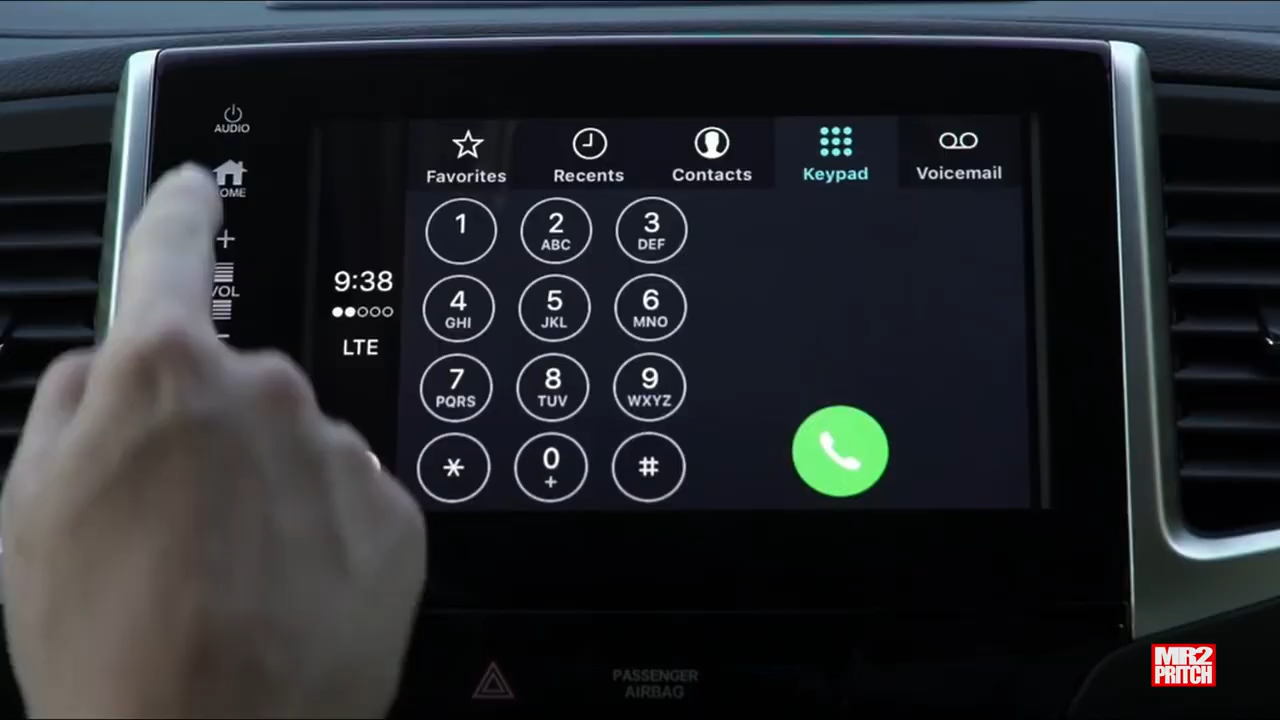 AUDIO
HOME
VOL
9:38
LTE
Favorites
Recents
Contacts
Keypad
Voicemail
1
2
ABC
3
DEF
4
GHI
5
JKL
6
MNO
7
PQRS
8
TUV
9
WXYZ
*
0
+
#
PASSENGER
AIRBAG
MR2
PRITCH